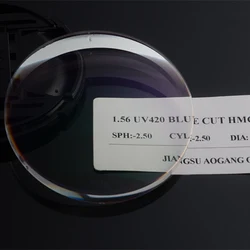 1.56 UV420 BLUE CUT HMC
SPH:-2.50 CYL-2.50 DIA:
JIANGSU AOGANG